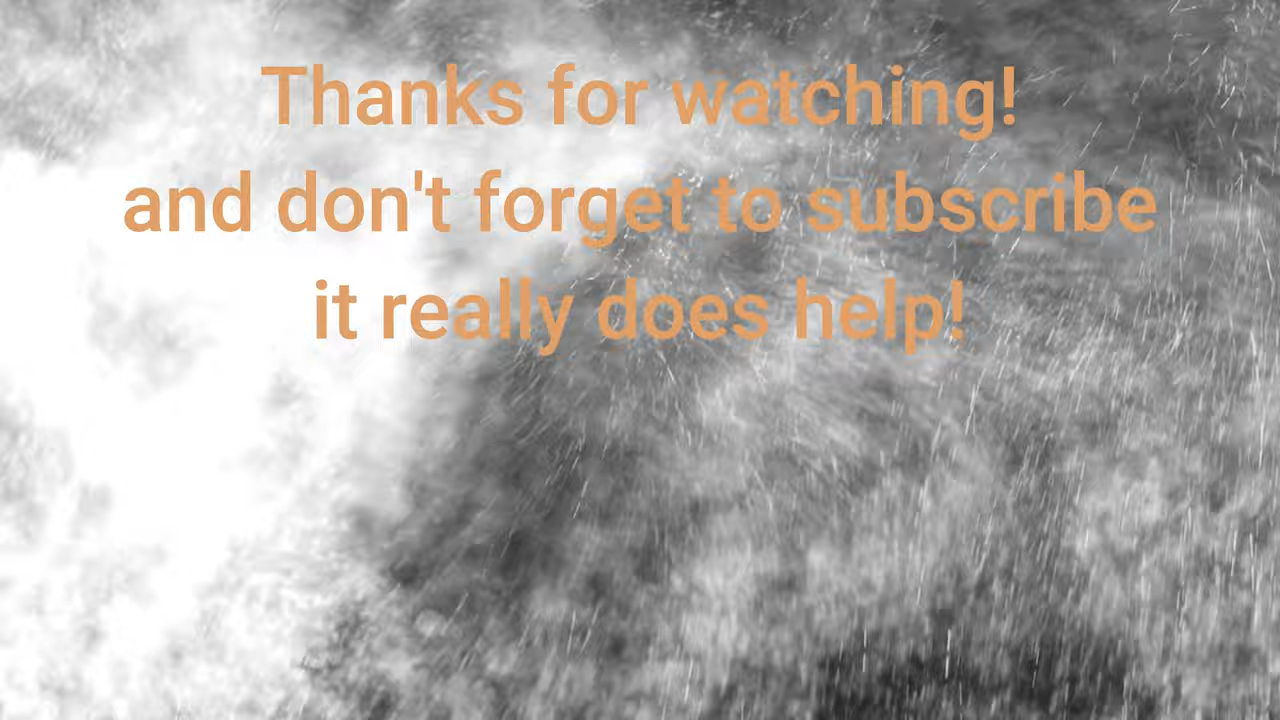 Thanks for watching!
and don't forget to subscribe
it really does help!